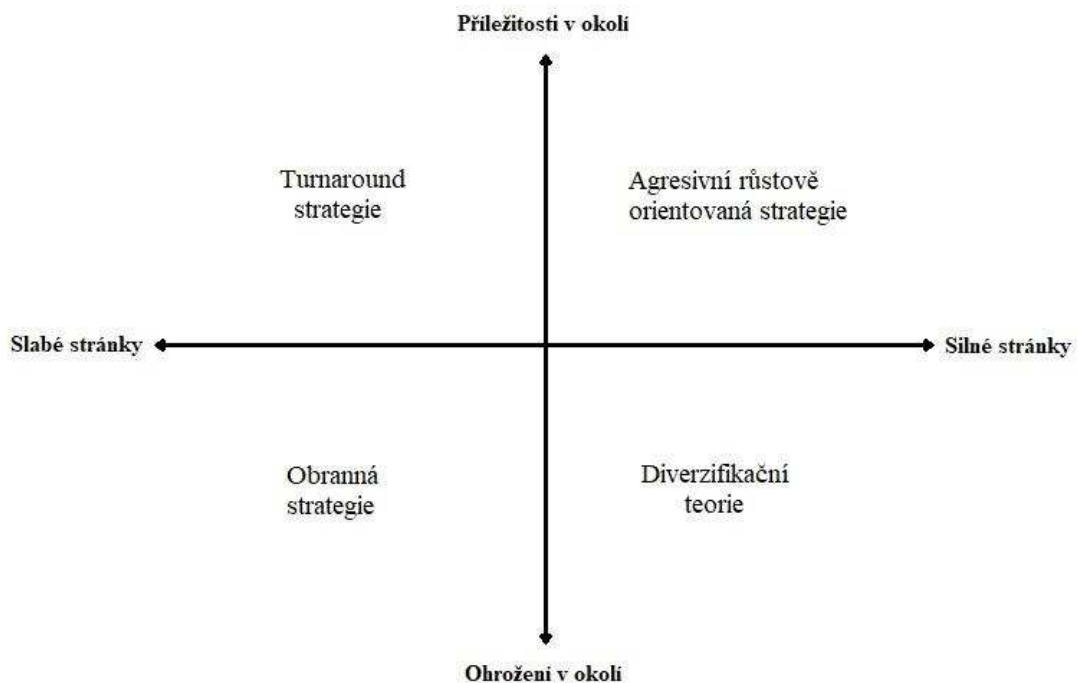 Příležitosti v okolí
Turnaround
strategie
Agresivní růstově
orientovaná strategie
Slabé stránky
Silné stránky
Obranná
strategie
Diverzifikační
teorie
Ohrožení v okolí